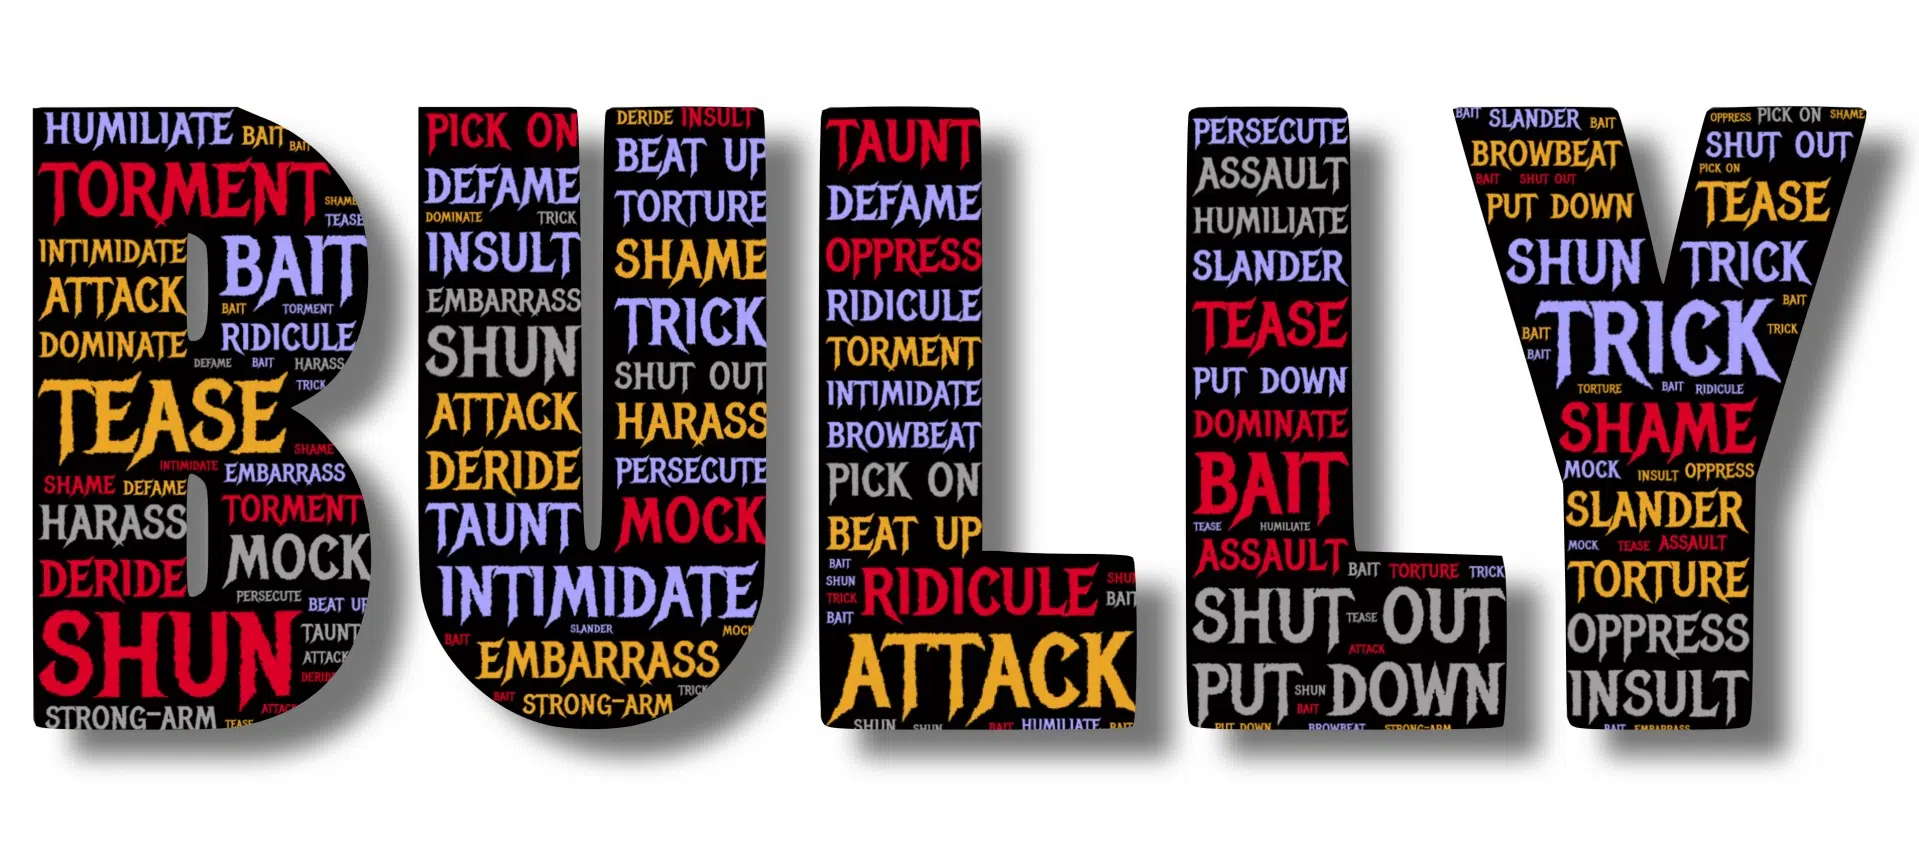 BULLY
HUMILIATE BAIT BAIT
TORMENT SHAME
TEASE
INTIMIDATE BAIT
ATTACK BAIT TORMENT
DOMINATE RIDICULE
DEFAME BAIT HARASS
TEASE TRICK
SHAME
INTIMIDATE EMBARRASS
SHAME DEFAME TORMENT
HARASS MOCK
DERIDE PERSECUTE BEAT UP
SHUN TAUNT
ATTACK
DERIDE
ATTACK
STRONG-ARM TEASE
PICK ON
DEFAME
DOMINATE TRICK
INSULT
EMBARRASS
SHUN
ATTACK
DERIDE
TAUNT
DERIDE INSULT
BEAT UP
TORTURE
SHAME
TRICK
SHUT OUT
HARASS
PERSECUTE
MOCK
INTIMIDATE
SLANDER MOCK
BAIT EMBARRASS
BAIT STRONG-ARM TRICK
TAUNT
DEFAME
OPPRESS
RIDICULE
TORMENT
INTIMIDATE
BROWBEAT
PICK ON
BEAT UP
BAIT
SHUN RIDICULE SHUN
TRICK BAIT
BAIT
ATTACK
SHUN SHUN BAIT HUMILIATE BAIT
PERSECUTE
ASSAULT
HUMILIATE
SLANDER
TEASE
PUT DOWN
DOMINATE
BAIT
TEASE HUMILIATE
ASSAULT BAIT TORTURE TRICK
SHUT TEASE OUT
ATTACK
PUT SHUN DOWN
BAIT
PUT DOWN BROWBEAT STRONG-ARM
BAIT SLANDER BAIT
BROWBEAT
BAIT SHUT OUT
PUT DOWN
SHUN
OPPRESS PICK ON SHAME
SHUT OUT
PICK ON
TEASE
TRICK
BAIT
BAIT TRICK TRICK
BAIT
TORTURE BAIT RIDICULE
SHAME
MOCK INSULT OPPRESS
SLANDER
MOCK TEASE ASSAULT
TORTURE
OPPRESS
INSULT
BAIT EMBARRASS